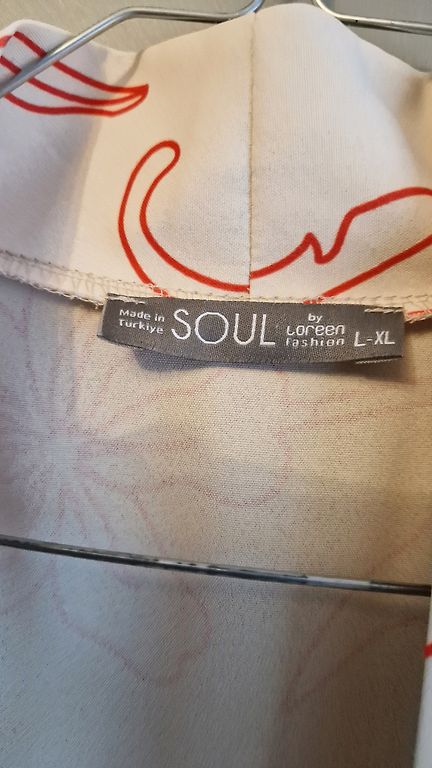 Made in
Türkiye
SOUL
by
Loreen
fashion
L-XL